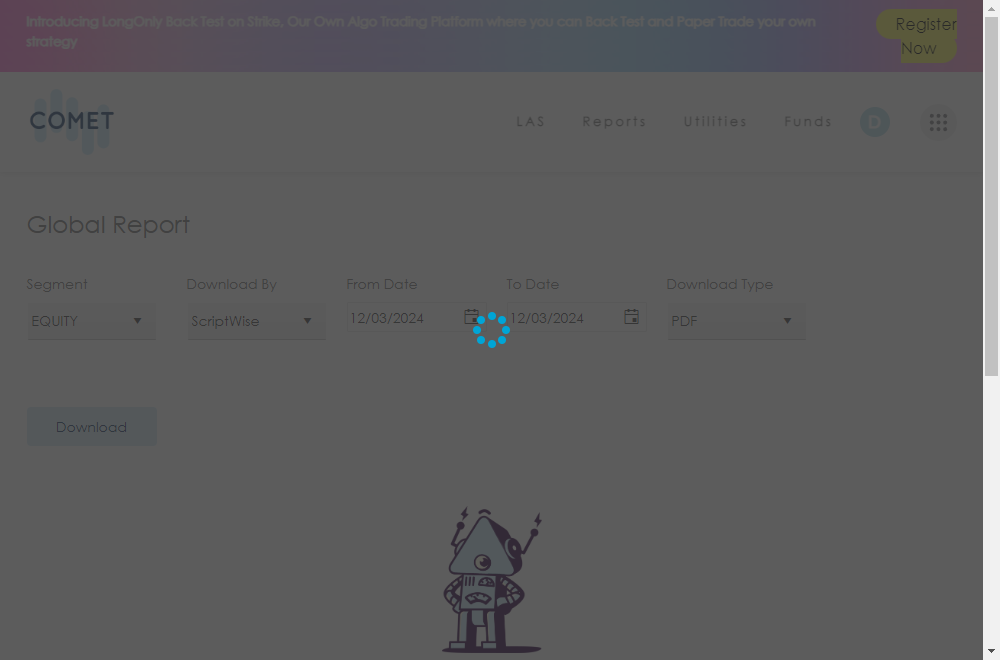 Introducing LongOnly Back Test on Strice, Our Own Algo Trading Platform where you can Back Test and Paper Trade your own
strategy
Register
Now
COMET
LAS Reports Utilities Funds D
Global Report
Segment Download By From Date To Date Download Type
EQUITY ScriptWise 12/03/2024 12/03/2024 PDF
Download